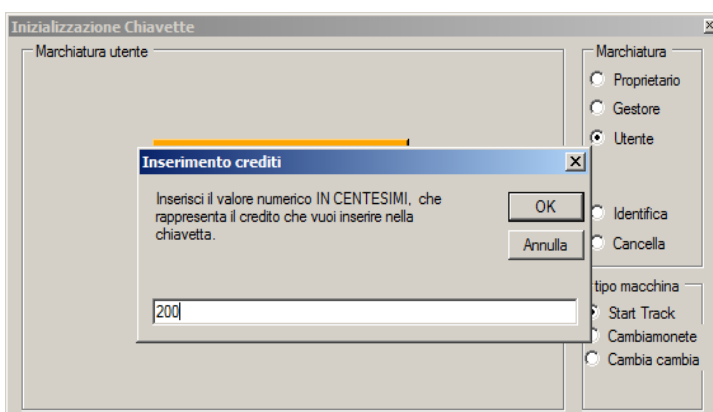 Inizializzazione Chiavette
Marchiatura utente
Marchiatura
Proprietario
Gestore
Utente
Identifica
Cancella
tipo macchina
Start Track
Cambiamonete
Cambia cambia
Inserimento crediti
Inserisci il valore numerico IN CENTESIMI, che
rappresenta il credito che vuoi inserire nella
chiavetta.
OK
Annulla
200